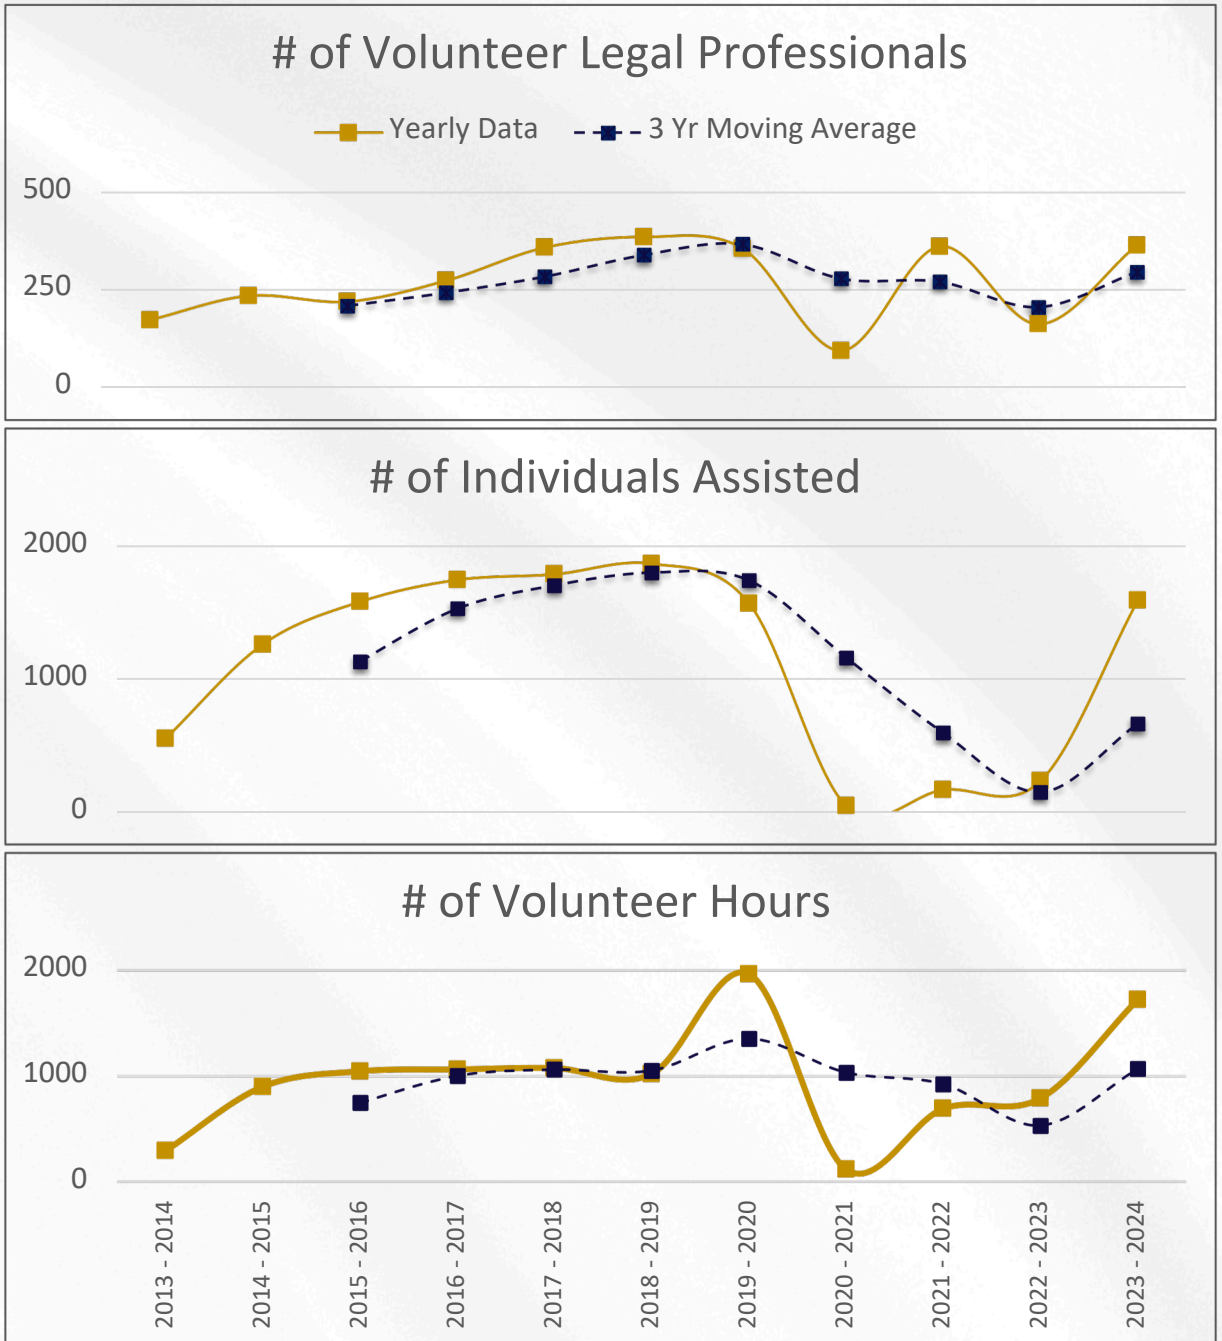 # of Volunteer Legal Professionals
Yearly Data 3 Yr Moving Average
500
250
0
# of Individuals Assisted
2000
1000
0
# of Volunteer Hours
2000
1000
0
2013 - 2014
2014 - 2015
2015 - 2016
2016 - 2017
2017 - 2018
2018 - 2019
2019 - 2020
2020 - 2021
2021 - 2022
2022 - 2023
2023 - 2024